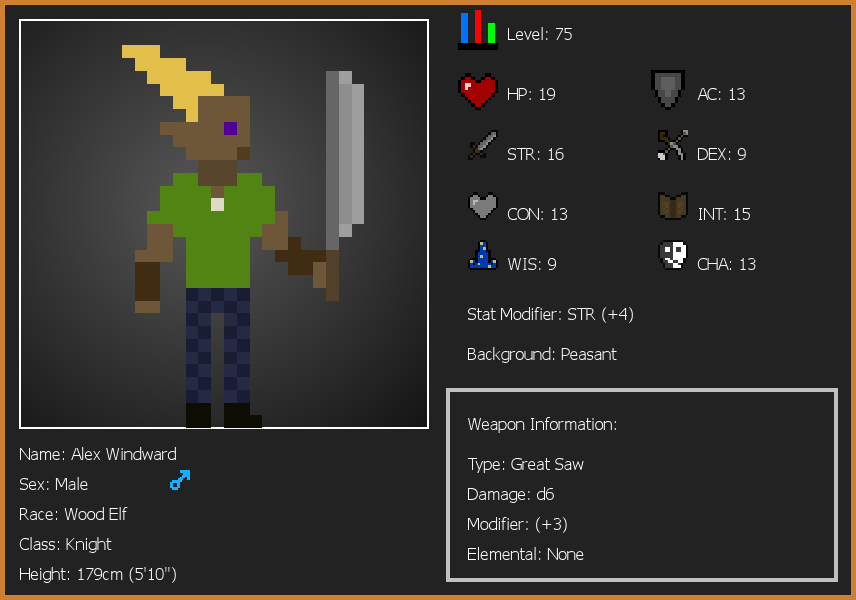 Level: 75
HP: 19
AC: 13
STR: 16
DEX: 9
CON: 13
INT: 15
WIS: 9
CHA: 13
Stat Modifier: STR (+4)
Background: Peasant
Weapon Information:
Type: Great Saw
Damage: d6
Modifier: (+3)
Elemental: None
Name: Alex Windward
Sex: Male
Race: Wood Elf
Class: Knight
Height: 179cm (5'10")